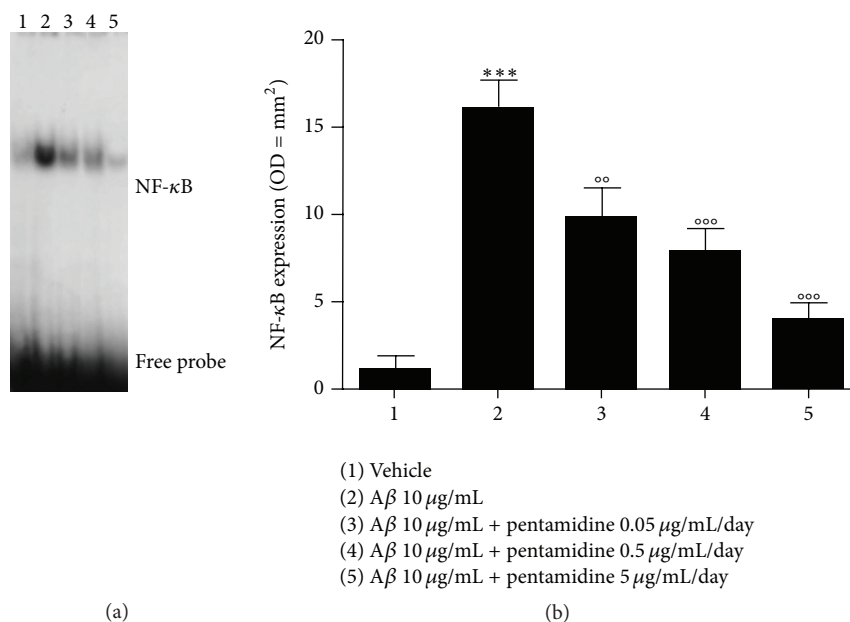 1 2 3 4 5
NF-κB
Free probe
(a)
NF-κB expression (OD = mm²)
20
15
10
5
0
***
°°
°°°
°°°
1 2 3 4 5
(1) Vehicle
(2) Aβ 10 μg/mL
(3) Aβ 10 μg/mL + pentamidine 0.05 μg/mL/day
(4) Aβ 10 μg/mL + pentamidine 0.5 μg/mL/day
(5) Aβ 10 μg/mL + pentamidine 5 μg/mL/day
(b)